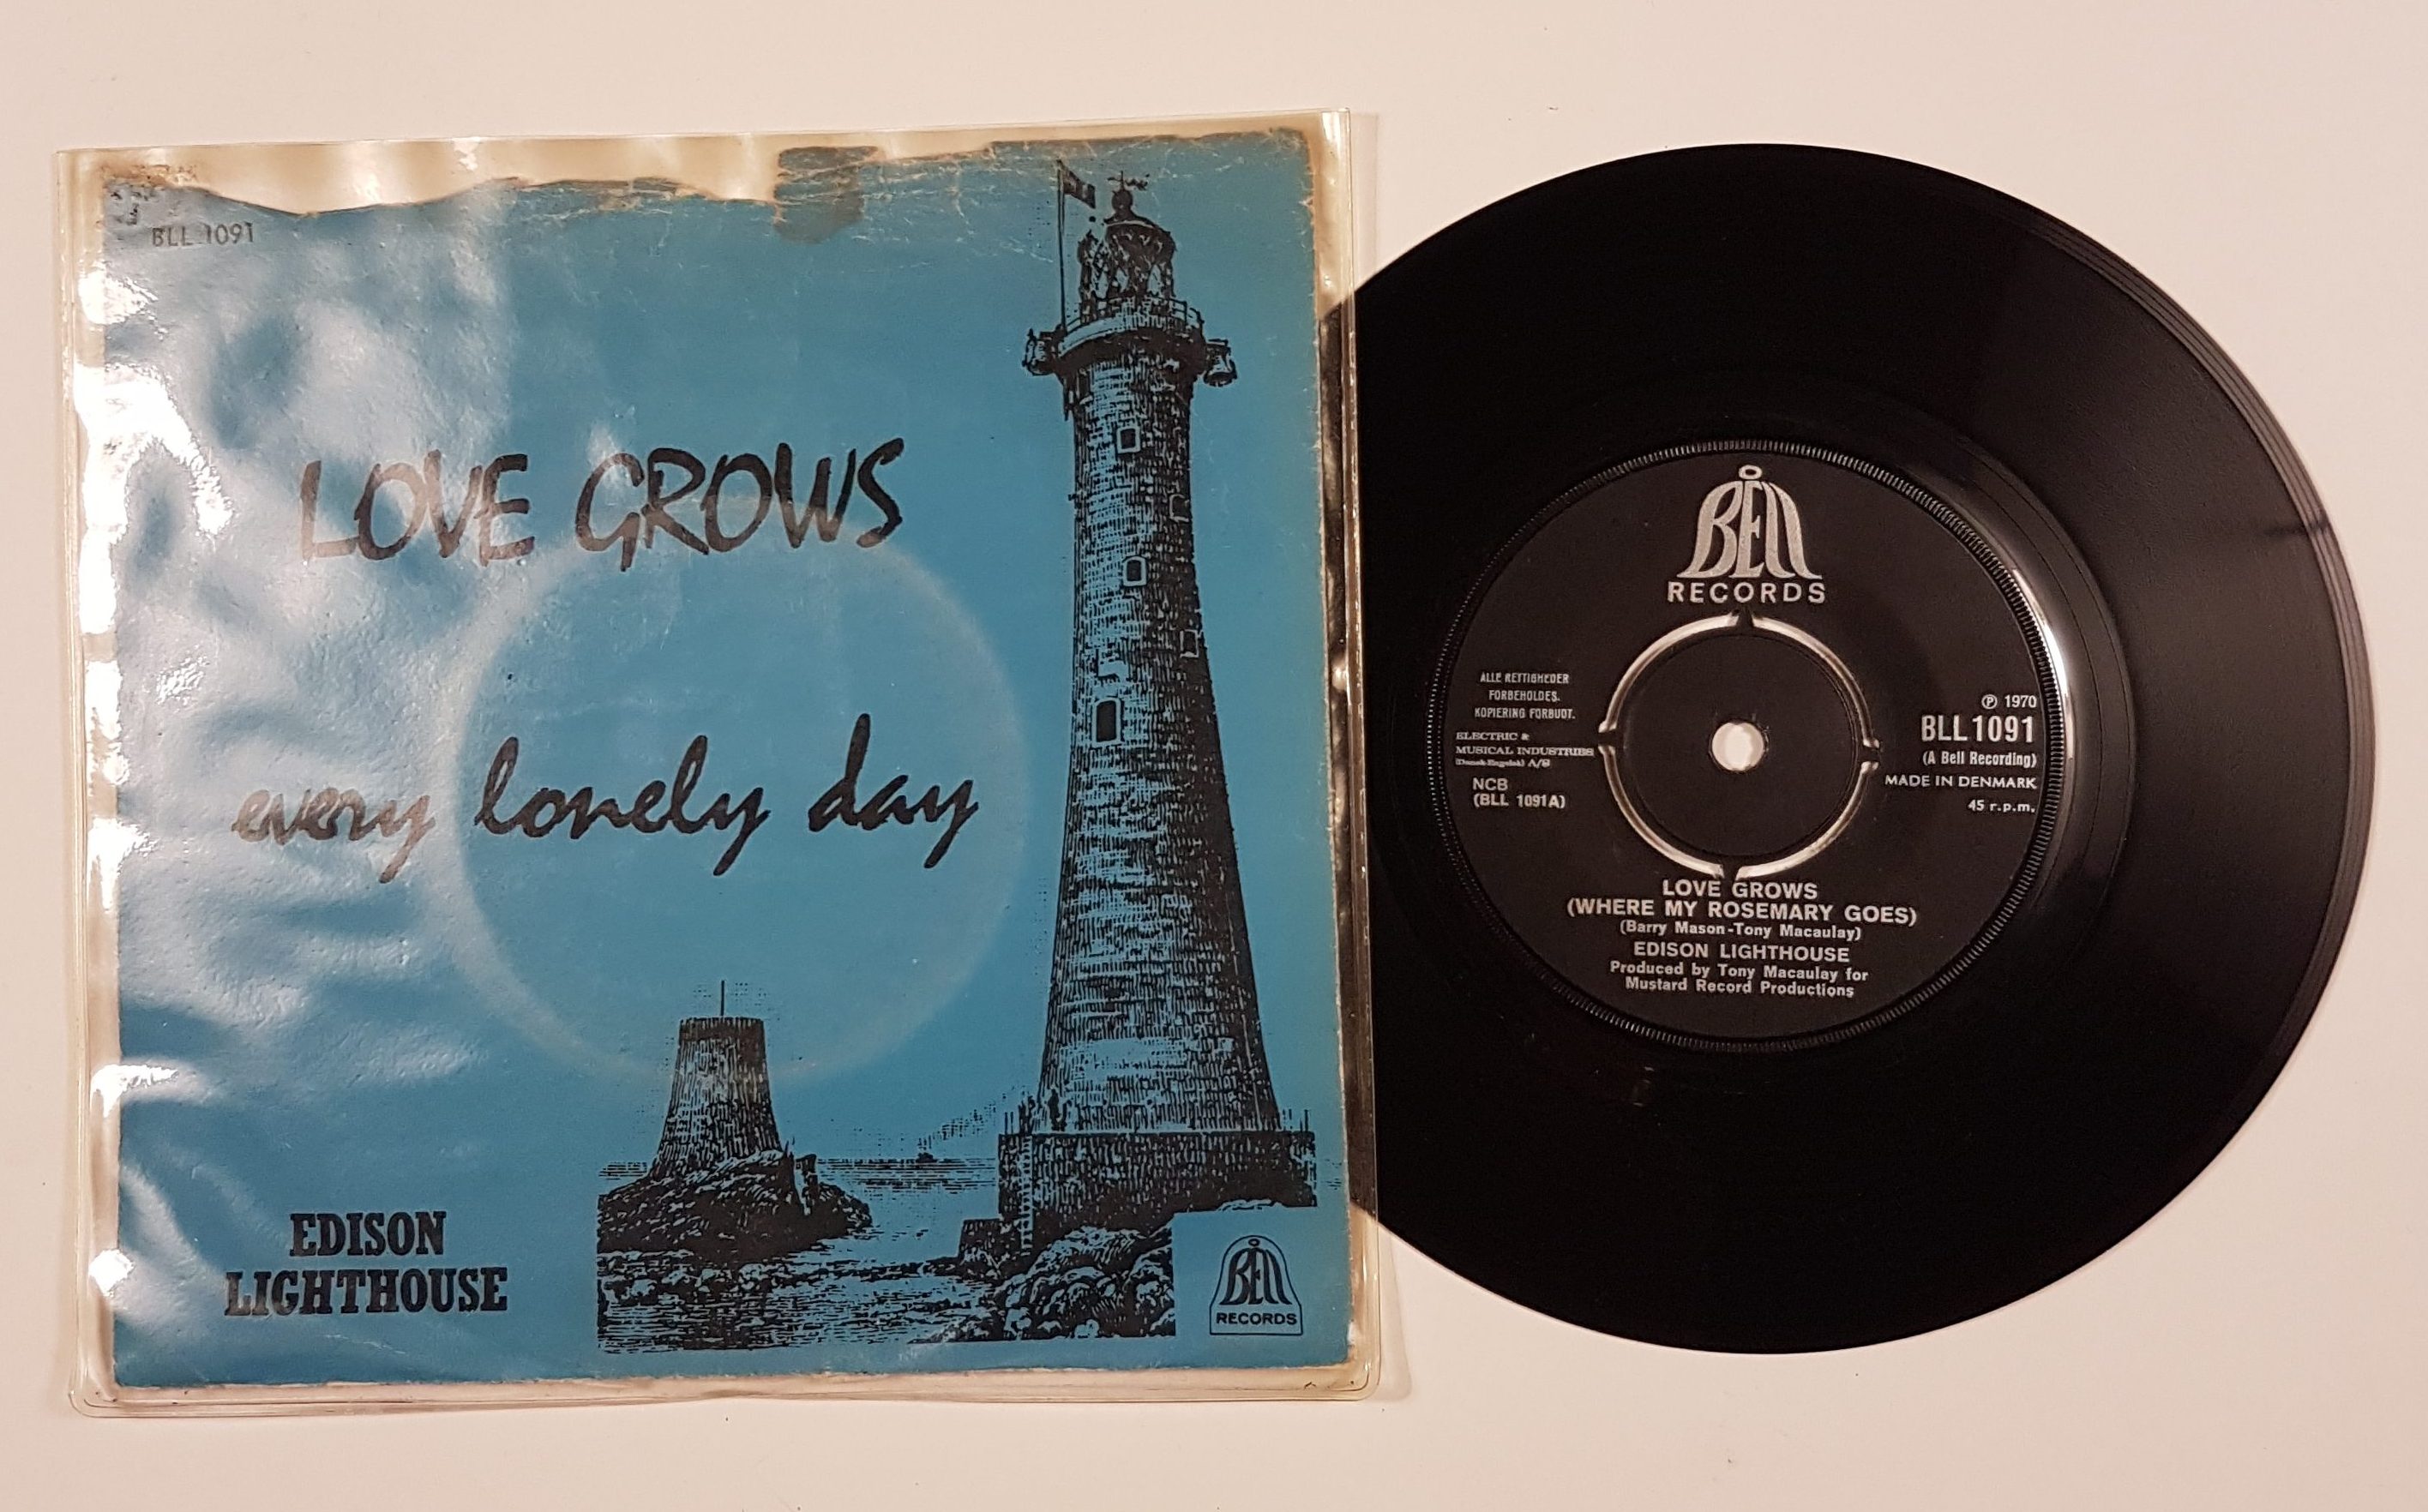 BLL 1091
LOVE GROWS
every lonely day
EDISON
LIGHTHOUSE
BELL
RECORDS
BELL
RECORDS
ALLE RETTIGHEDER
FORBEHOLDES.
KOPIERING FORBUDT.
ELECTRIC &
MUSICAL INDUSTRIES
(Dansk-Engelsk) A/S
NCB
(BLL 1091A)
℗ 1970
BLL 1091
(A Bell Recording)
MADE IN DENMARK
45 r.p.m.
LOVE GROWS
(WHERE MY ROSEMARY GOES)
(Barry Mason-Tony Macaulay)
EDISON LIGHTHOUSE
Produced by Tony Macaulay for
Mustard Record Productions